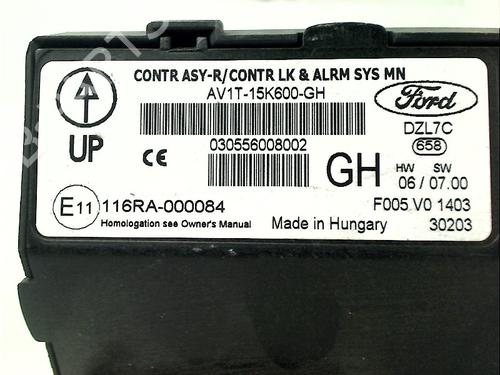 CONTR ASY-R/CONTR LK & ALRM SYS MN
AV1T-15K600-GH
Ford
DZL7C
UP
030556008002
658
GH
HW SW
06 / 07.00
E11 116RA-000084
F005.V0 1403
Homologation see Owner's Manual
Made in Hungary
30203